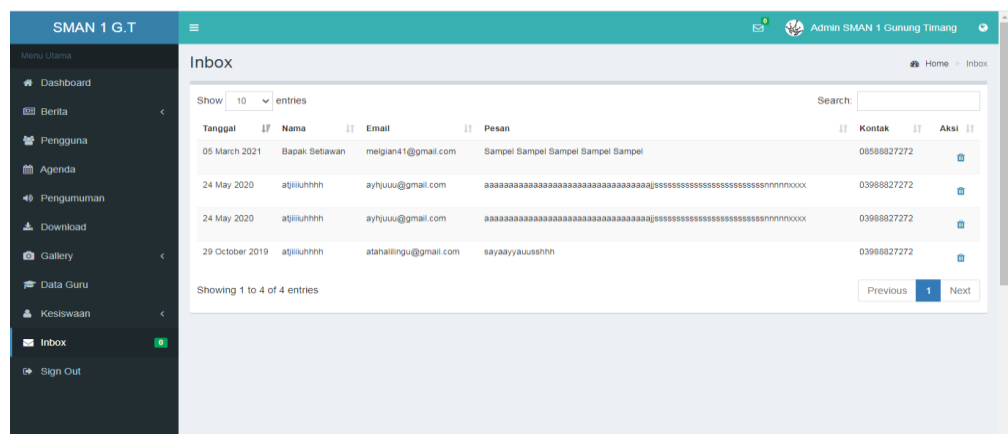 SMAN 1 G.T
0
Admin SMAN 1 Gunung Timang
Menu Utama
Dashboard
Berita
Pengguna
Agenda
Pengumuman
Download
Gallery
Data Guru
Kesiswaan
Inbox 0
Sign Out
Inbox
Home > Inbox
Show 10 entries
Search:
Tanggal Nama Email Pesan Kontak Aksi
05 March 2021 Bapak Setiawan melgian41@gmail.com Sampel Sampel Sampel Sampel Sampel 08588827272
24 May 2020 ayhjuuu@gmail.com 03988827272
24 May 2020 ayhjuuu@gmail.com 03988827272
29 October 2019 atahalilingu@gmail.com sayaayyauusshhh 03988827272
Showing 1 to 4 of 4 entries
Previous 1 Next